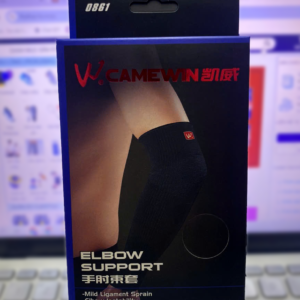 0861
CAMEWIN 凯威
ELBOW
SUPPORT
手肘束套
-Mild Ligament Sprain